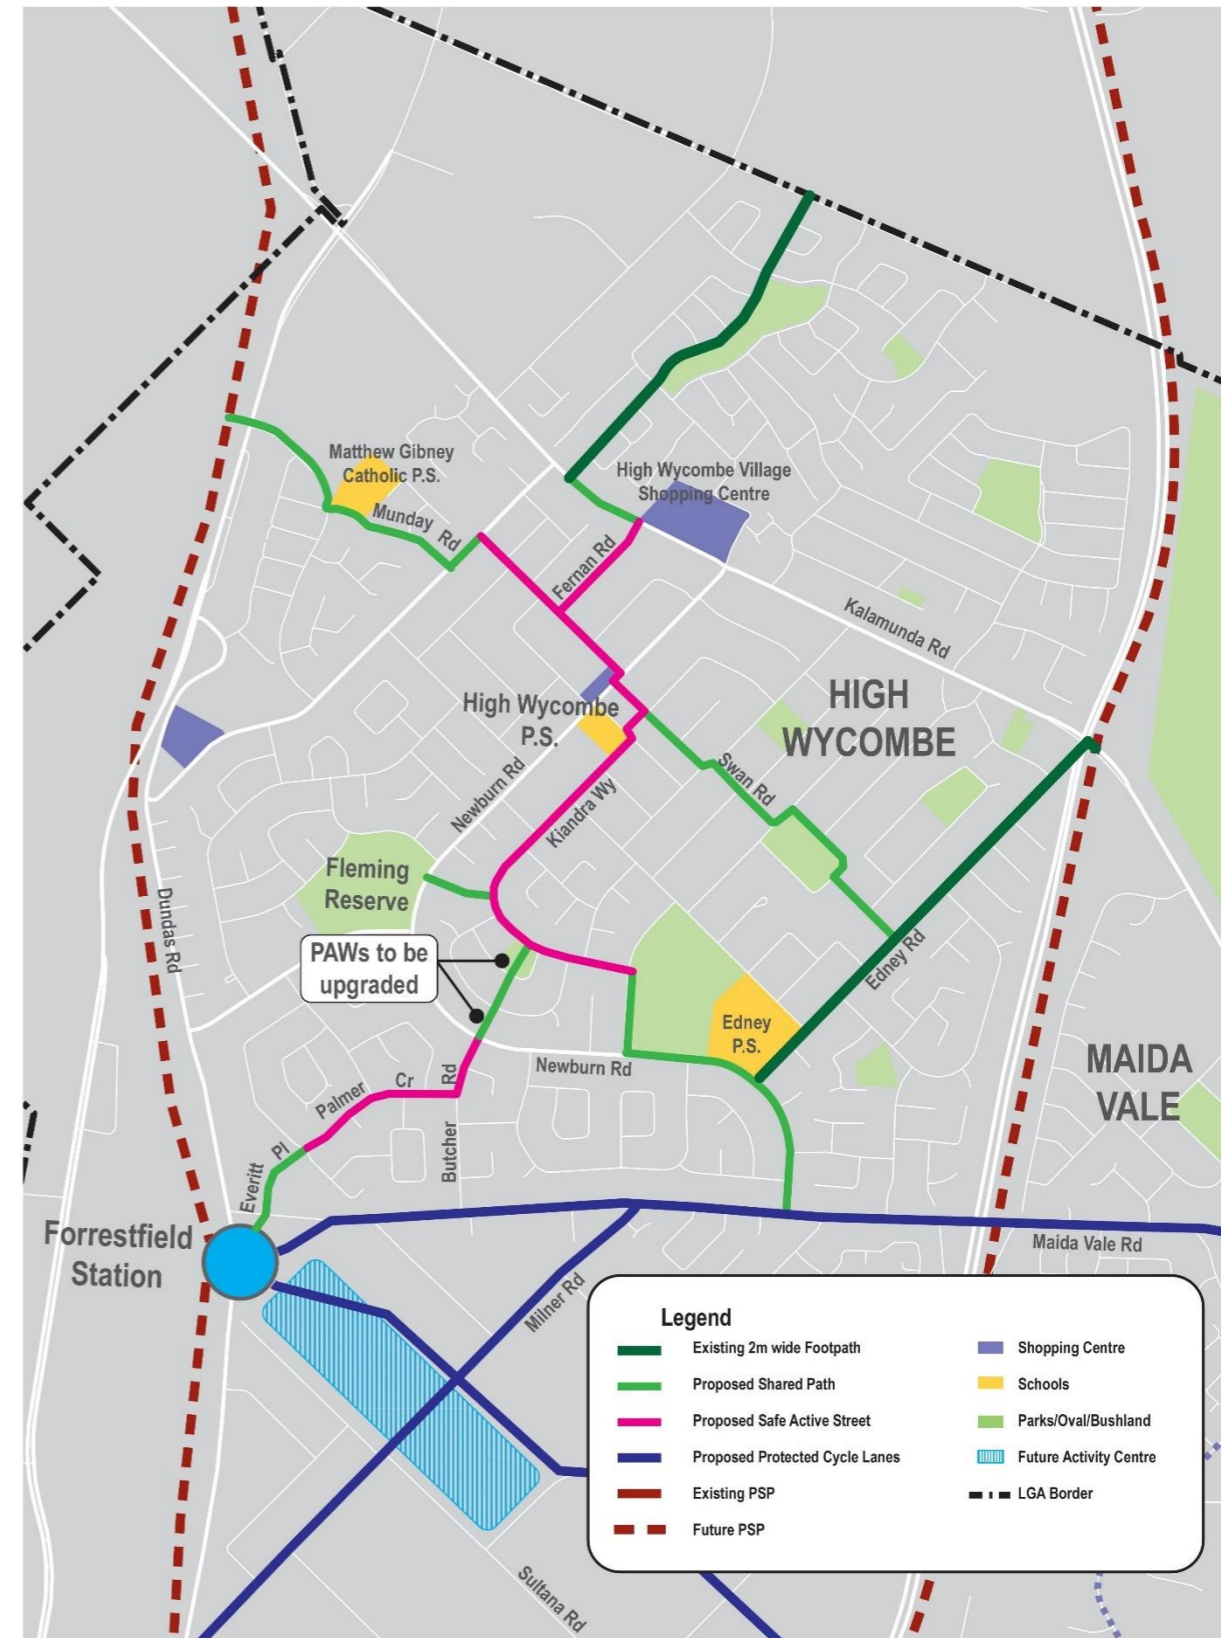 Matthew Gibney
Catholic P.S.
High Wycombe Village
Shopping Centre
Munday Rd
Fernan Rd
Kalamunda Rd
High Wycombe
P.S.
HIGH
WYCOMBE
Newburn Rd
Kiandra Wy
Swan Rd
Fleming
Reserve
Dundas Rd
PAWs to be
upgraded
Edney Rd
Edney
P.S.
Newburn Rd
MAIDA
VALE
Palmer Cr
Butcher Rd
Everitt Pl
Forrestfield
Station
Maida Vale Rd
Milner Rd
Sultana Rd
Legend
Existing 2m wide Footpath
Proposed Shared Path
Proposed Safe Active Street
Proposed Protected Cycle Lanes
Existing PSP
Future PSP
Shopping Centre
Schools
Parks/Oval/Bushland
Future Activity Centre
LGA Border